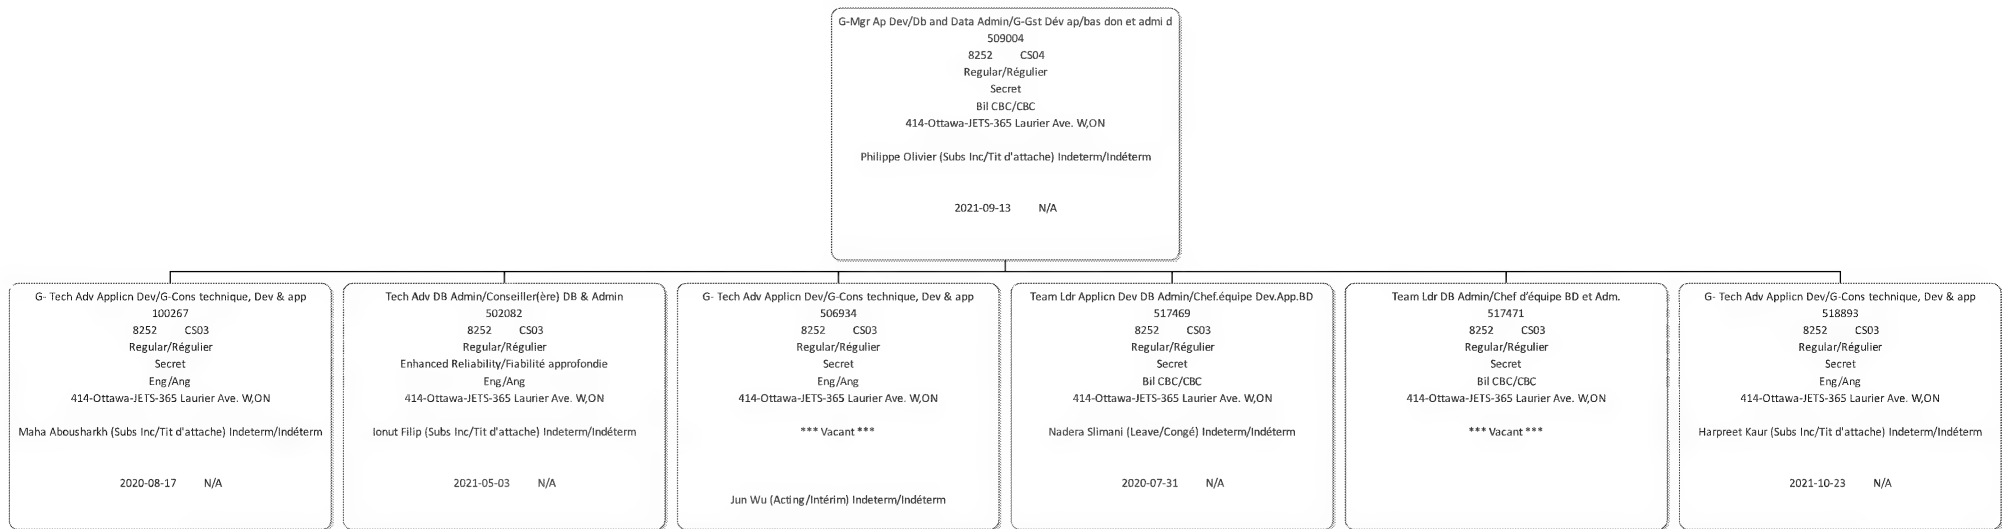 G-Mgr Ap Dev/Db and Data Admin/G-Gst Dév ap/bas don et admi d
509004
8252 CS04
Regular/Régulier
Secret
Bil CBC/CBC
414-Ottawa-JETS-365 Laurier Ave. W,ON
Philippe Olivier (Subs Inc/Tit d'attache) Indeterm/Indéterm
2021-09-13 N/A
G- Tech Adv Applicn Dev/G-Cons technique, Dev & app
100267
8252 CS03
Regular/Régulier
Secret
Eng/Ang
414-Ottawa-JETS-365 Laurier Ave. W,ON
Maha Abousharkh (Subs Inc/Tit d'attache) Indeterm/Indéterm
2020-08-17 N/A
Tech Adv DB Admin/Conseiller(ère) DB & Admin
502082
8252 CS03
Regular/Régulier
Enhanced Reliability/Fiabilité approfondie
Eng/Ang
414-Ottawa-JETS-365 Laurier Ave. W,ON
Ionut Filip (Subs Inc/Tit d'attache) Indeterm/Indéterm
2021-05-03 N/A
G- Tech Adv Applicn Dev/G-Cons technique, Dev & app
506934
8252 CS03
Regular/Régulier
Secret
Eng/Ang
414-Ottawa-JETS-365 Laurier Ave. W,ON
*** Vacant ***
Jun Wu (Acting/Intérim) Indeterm/Indéterm
Team Ldr Applicn Dev DB Admin/Chef.équipe Dev.App.BD
517469
8252 CS03
Regular/Régulier
Secret
Bil CBC/CBC
414-Ottawa-JETS-365 Laurier Ave. W,ON
Nadera Slimani (Leave/Congé) Indeterm/Indéterm
2020-07-31 N/A
Team Ldr DB Admin/Chef d'équipe BD et Adm.
517471
8252 CS03
Regular/Régulier
Secret
Bil CBC/CBC
414-Ottawa-JETS-365 Laurier Ave. W,ON
*** Vacant ***
G- Tech Adv Applicn Dev/G-Cons technique, Dev & app
518893
8252 CS03
Regular/Régulier
Secret
Eng/Ang
414-Ottawa-JETS-365 Laurier Ave. W,ON
Harpreet Kaur (Subs Inc/Tit d'attache) Indeterm/Indéterm
2021-10-23 N/A